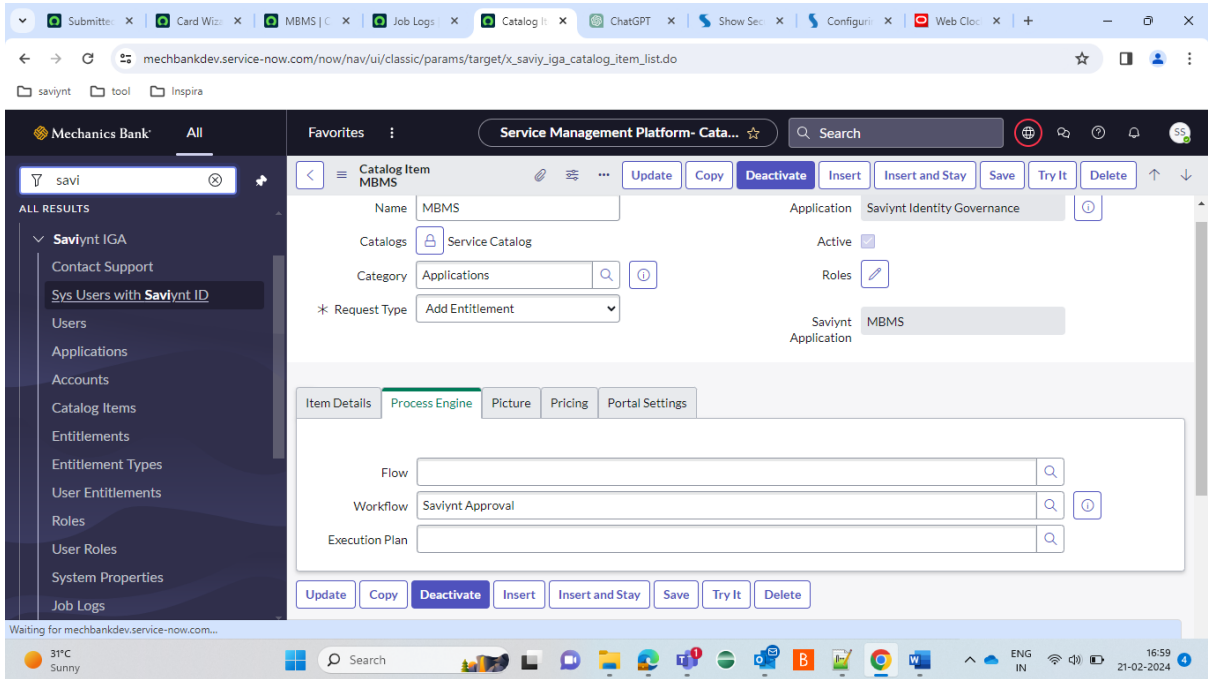 Submitted
Card Wiza
MBMS | C
Job Logs
Catalog It
ChatGPT
Show Sec
Configurin
Web Cloc
mechbankdev.service-now.com/now/nav/ui/classic/params/target/x_saviy_iga_catalog_item_list.do
saviynt tool Inspira
Mechanics Bank All Favorites Service Management Platform- Cata... Search SS
savi
Catalog Item
MBMS
Update Copy Deactivate Insert Insert and Stay Save Try It Delete
ALL RESULTS
Saviynt IGA
Contact Support
Sys Users with Saviynt ID
Users
Applications
Accounts
Catalog Items
Entitlements
Entitlement Types
User Entitlements
Roles
User Roles
System Properties
Job Logs
Name MBMS
Application Saviynt Identity Governance
Catalogs Service Catalog
Active
Category Applications
Roles
Request Type Add Entitlement
Saviynt Application MBMS
Item Details Process Engine Picture Pricing Portal Settings
Flow
Workflow Saviynt Approval
Execution Plan
Update Copy Deactivate Insert Insert and Stay Save Try It Delete
Waiting for mechbankdev.service-now.com...
31°C
Sunny
Search
ENG
IN
16:59
21-02-2024
4